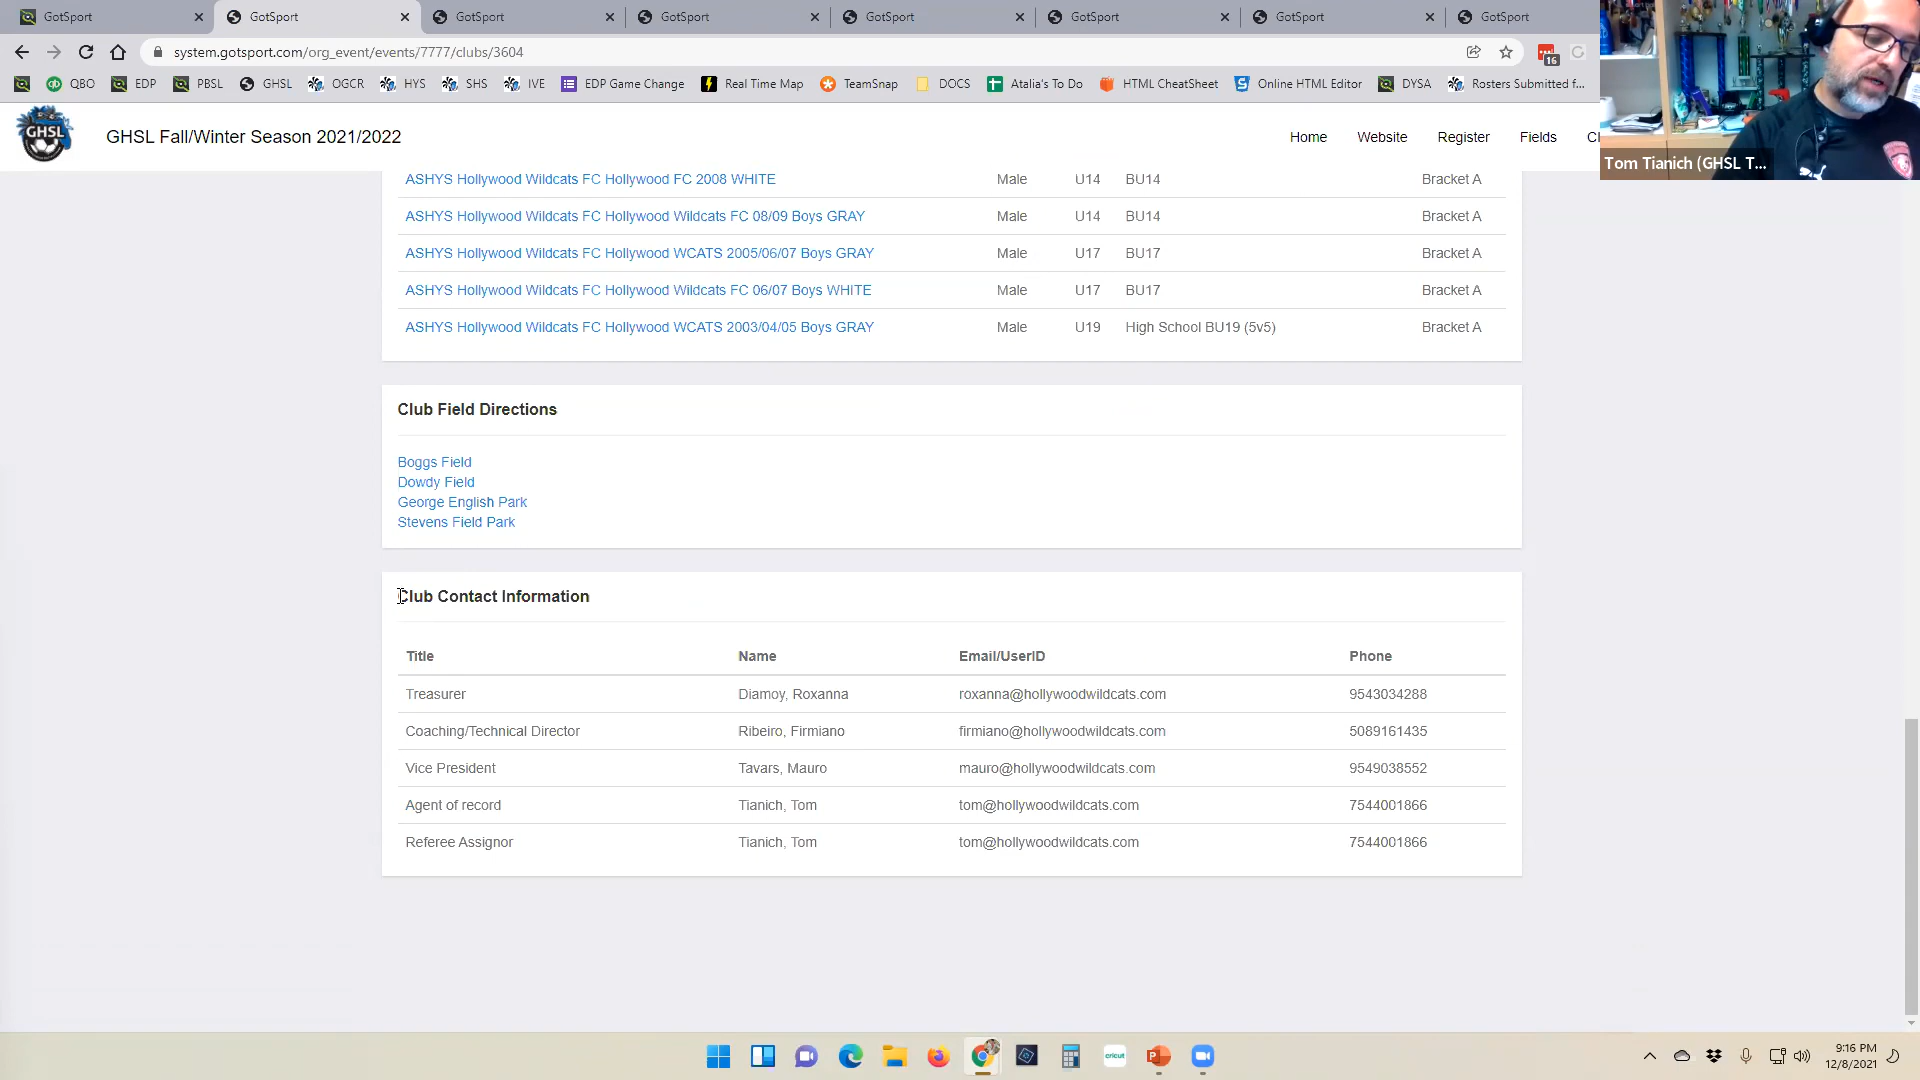 GotSport GotSport GotSport GotSport GotSport GotSport GotSport GotSport
system.gotsport.com/org_event/events/7777/clubs/3604
16
QBO EDP PBSL GHSL OGCR HYS SHS IVE EDP Game Change Real Time Map TeamSnap DOCS Atalia's To Do HTML CheatSheet Online HTML Editor DYSA Rosters Submitted f...
GHSL
GHSL Fall/Winter Season 2021/2022
Home Website Register Fields Cl
Tom Tianich (GHSL T...
ASHYS Hollywood Wildcats FC Hollywood FC 2008 WHITE Male U14 BU14 Bracket A
ASHYS Hollywood Wildcats FC Hollywood Wildcats FC 08/09 Boys GRAY Male U14 BU14 Bracket A
ASHYS Hollywood Wildcats FC Hollywood WCATS 2005/06/07 Boys GRAY Male U17 BU17 Bracket A
ASHYS Hollywood Wildcats FC Hollywood Wildcats FC 06/07 Boys WHITE Male U17 BU17 Bracket A
ASHYS Hollywood Wildcats FC Hollywood WCATS 2003/04/05 Boys GRAY Male U19 High School BU19 (5v5) Bracket A
Club Field Directions
Boggs Field
Dowdy Field
George English Park
Stevens Field Park
Club Contact Information
Title Name Email/UserID Phone
Treasurer Diamoy, Roxanna roxanna@hollywoodwildcats.com 9543034288
Coaching/Technical Director Ribeiro, Firmiano firmiano@hollywoodwildcats.com 5089161435
Vice President Tavars, Mauro mauro@hollywoodwildcats.com 9549038552
Agent of record Tianich, Tom tom@hollywoodwildcats.com 7544001866
Referee Assignor Tianich, Tom tom@hollywoodwildcats.com 7544001866
cricut
9:16 PM
12/8/2021